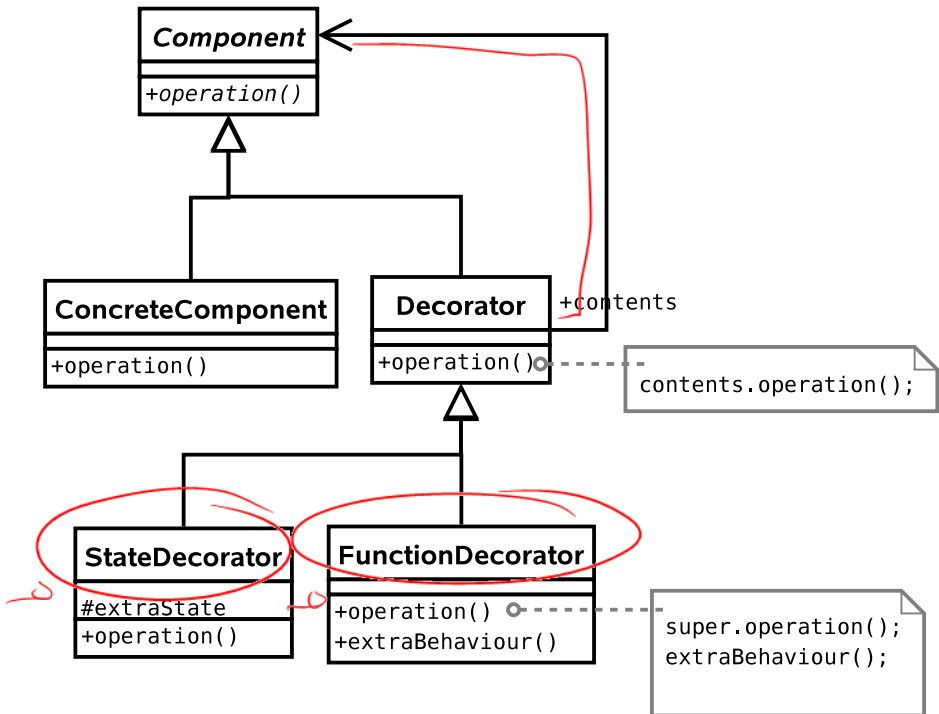 Component
+operation()
ConcreteComponent
+operation()
Decorator
+operation()
+contents
contents.operation();
StateDecorator
#extraState
+operation()
FunctionDecorator
+operation()
+extraBehaviour()
super.operation();
extraBehaviour();